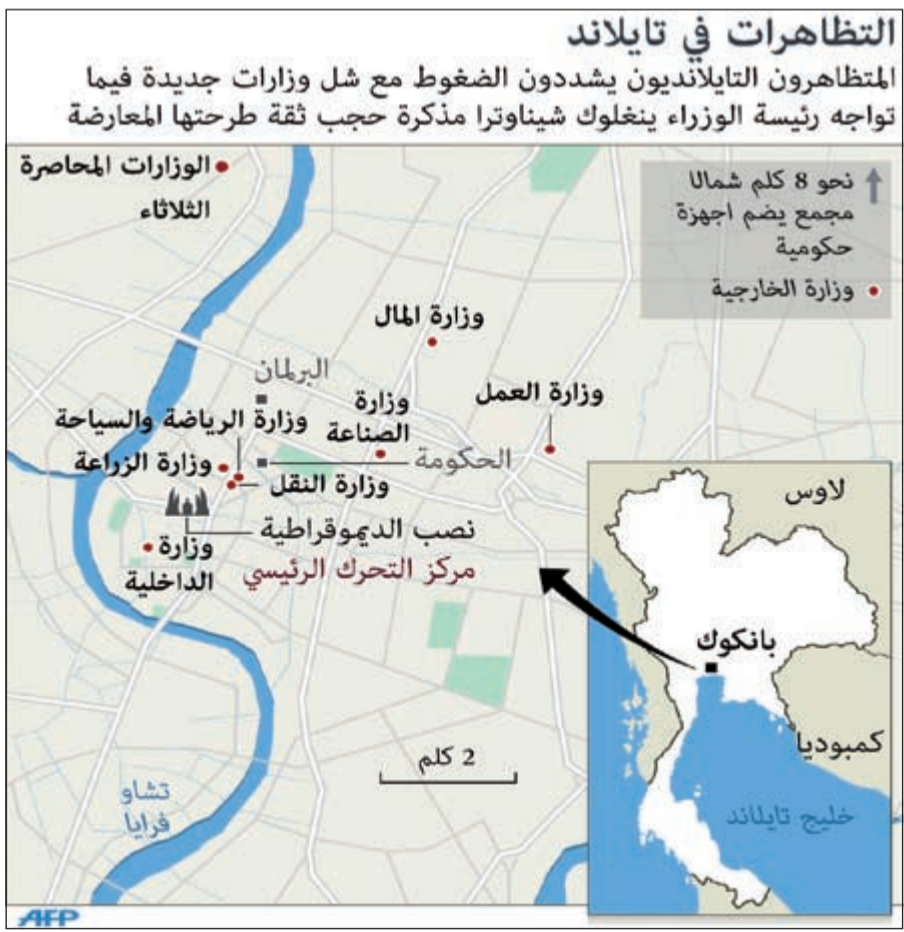 التظاهرات في تايلاند
المتظاهرون التايلانديون يشددون الضغوط مع شل وزارات جديدة فيما
تواجه رئيسة الوزراء ينغلوك شيناوترا مذكرة حجب ثقة طرحتها المعارضة
نحو 8 كلم شمالا
مجمع يضم اجهزة
حكومية
وزارة الخارجية
الوزارات المحاصرة
الثلاثاء
وزارة المال
البرلمان
وزارة العمل
وزارة
الصناعة
وزارة الرياضة والسياحة
الحكومة
وزارة الزراعة
وزارة النقل
نصب الديموقراطية
مركز التحرك الرئيسي
وزارة
الداخلية
لاوس
بانكوك
كمبوديا
خليج تايلاند
2 كلم
تشاو
فرايا
AFP